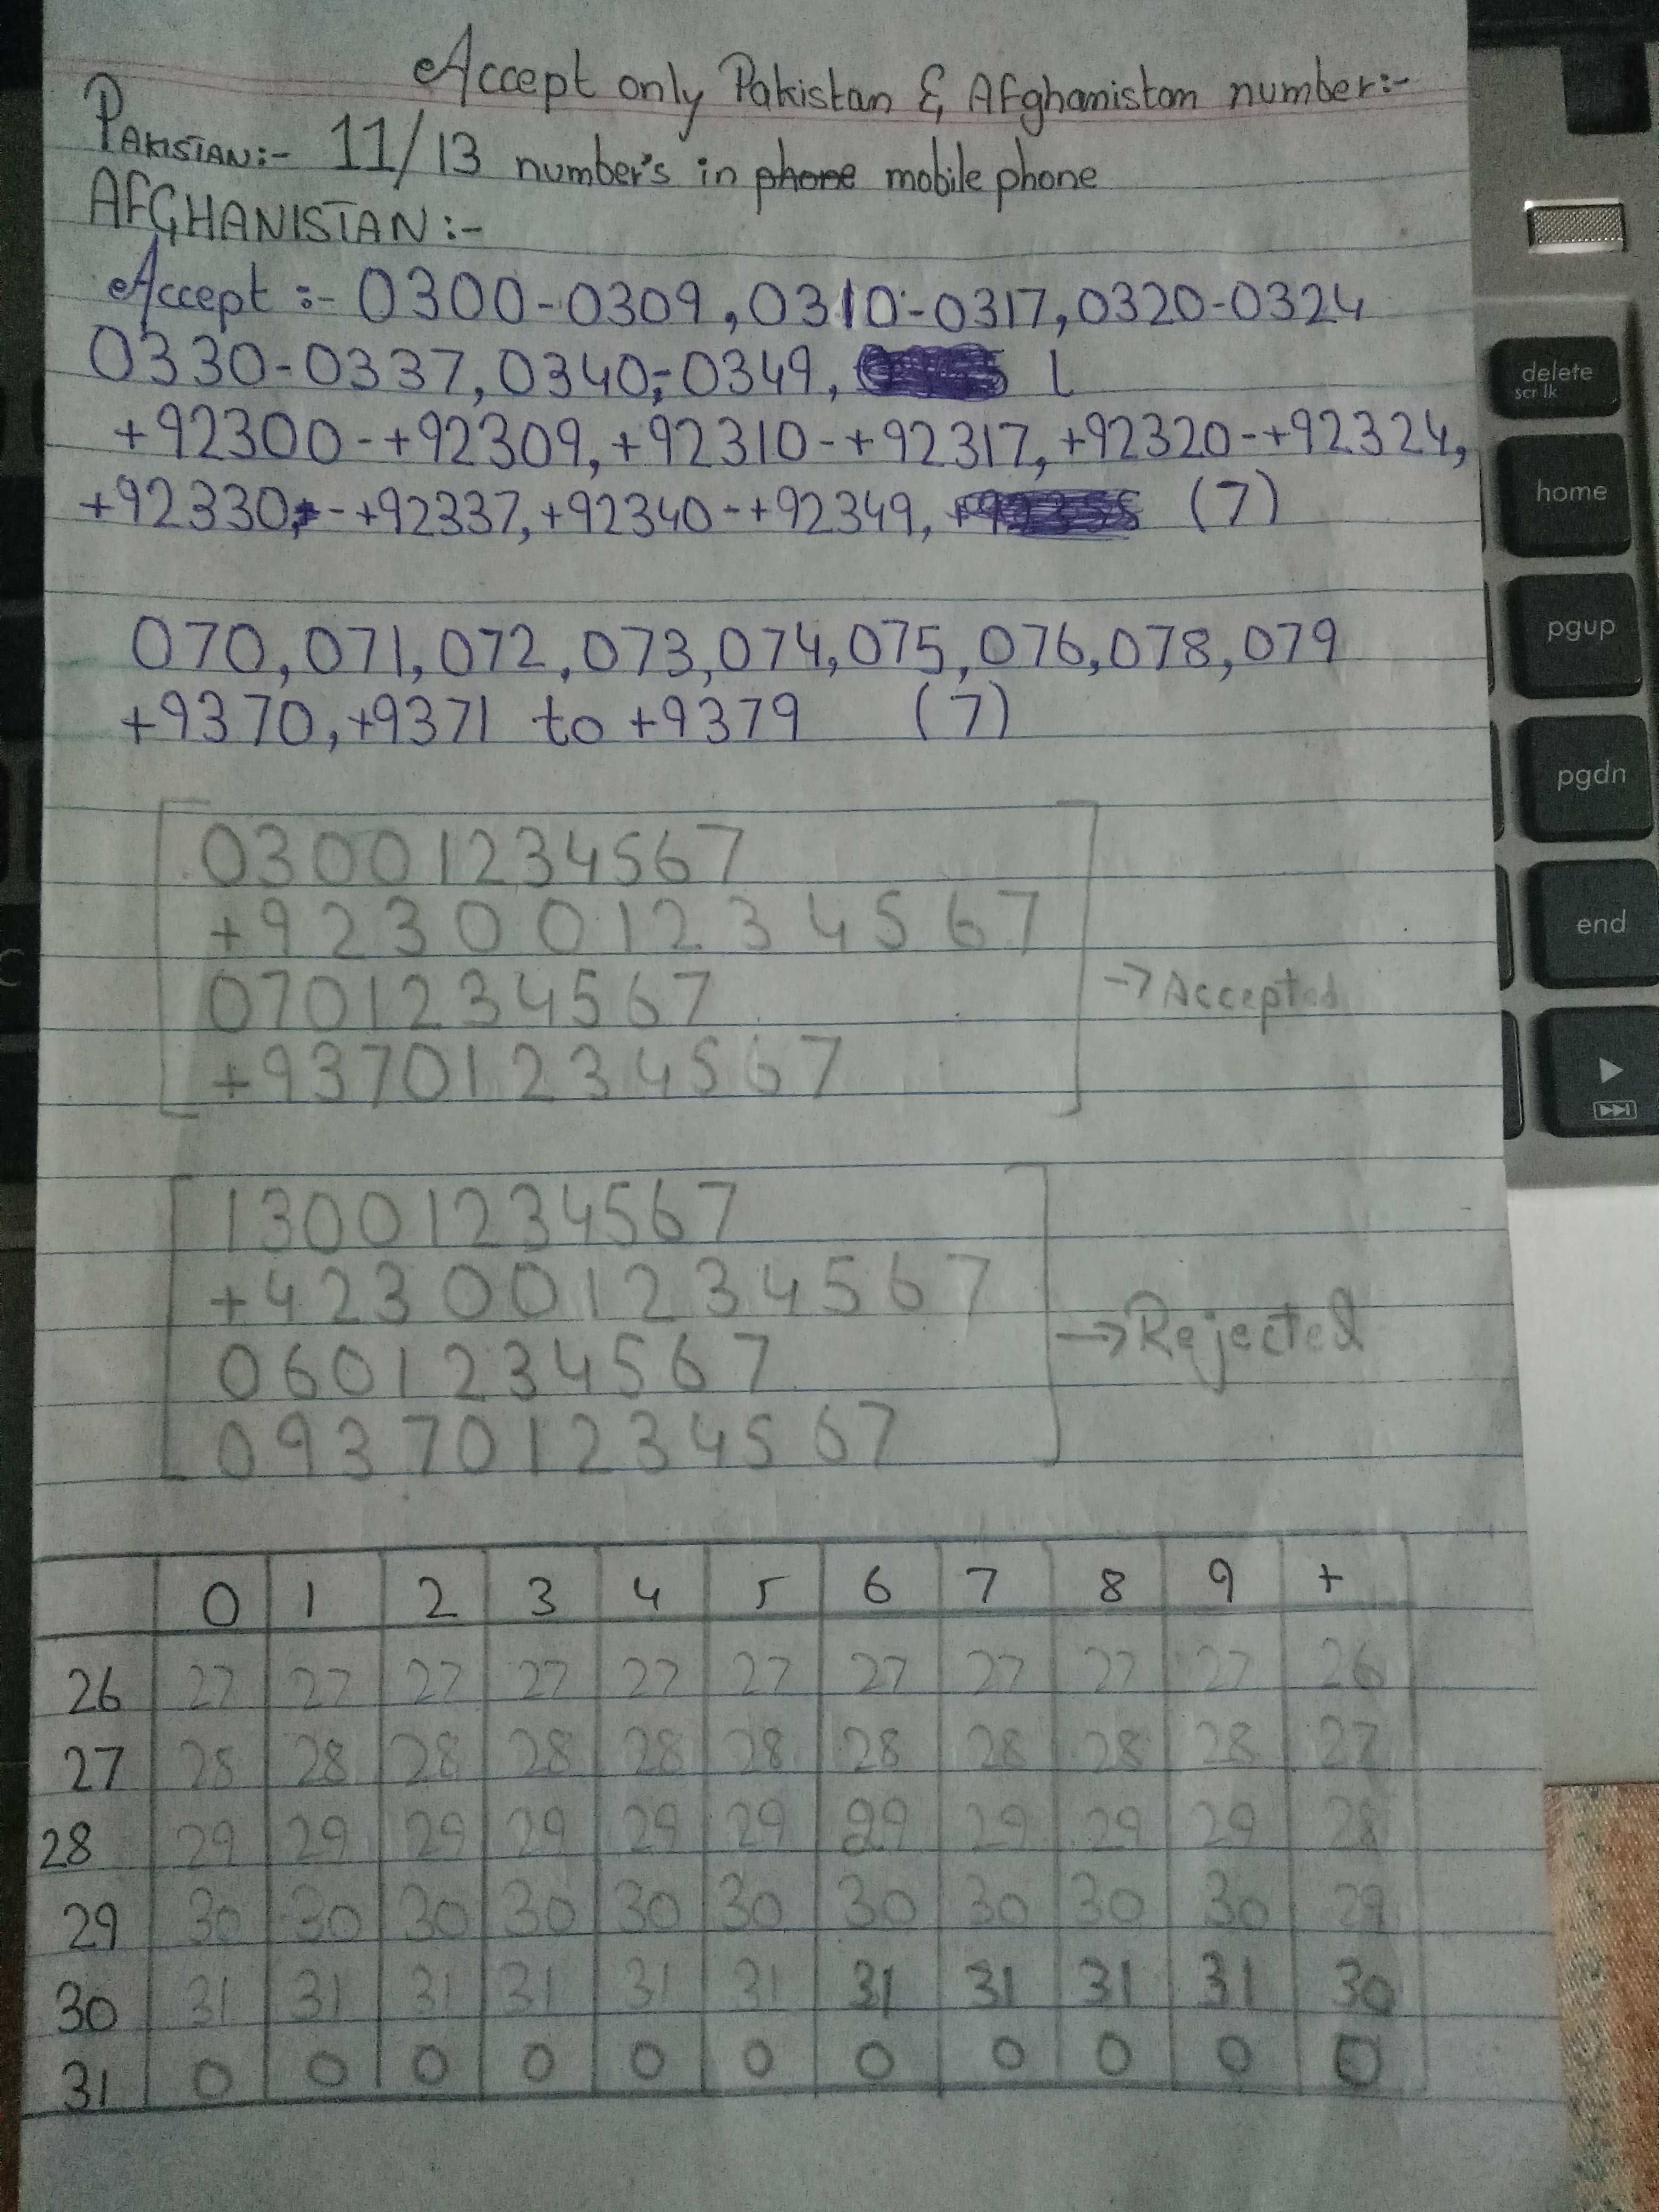 Accept only Pakistan & Afghanistan number:-
PAKISTAN:- 11/13 number's in phone mobile phone
AFGHANISTAN:-
Accept :- 0300-0309, 0310-0317, 0320-0324
0330-0337, 0340-0349,
+92300-+92309, +92310-+92317, +92320-+92324,
+92330-+92337, +92340-+92349, (7)
070, 071, 072, 073, 074, 075, 076, 078, 079
+9370, +9371 to +9379 (7)
03001234567
+923001234567
0701234567
+93701234567
→ Accepted
13001234567
+423001234567
0601234567
093701234567
→ Rejected
0 1 2 3 4 5 6 7 8 9 +
26 27 27 27 27 27 27 27 27 27 27 26
27 28 28 28 28 28 28 28 28 28 28 27
28 29 29 29 29 29 29 29 29 29 29 28
29 30 30 30 30 30 30 30 30 30 30 29
30 31 31 31 31 31 31 31 31 31 31 30
31 0 0 0 0 0 0 0 0 0 0 0
delete
scr lk
home
pgup
pgdn
end